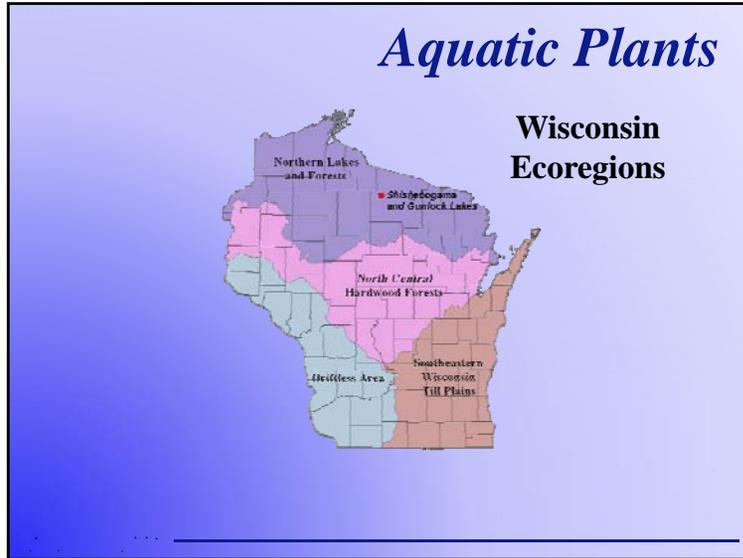 Aquatic Plants
Wisconsin
Ecoregions
Northern Lakes
and Forests
Shishebogama
and Gunlock Lakes
North Central
Hardwood Forests
Driftless Area
Southeastern
Wisconsin
Till Plains